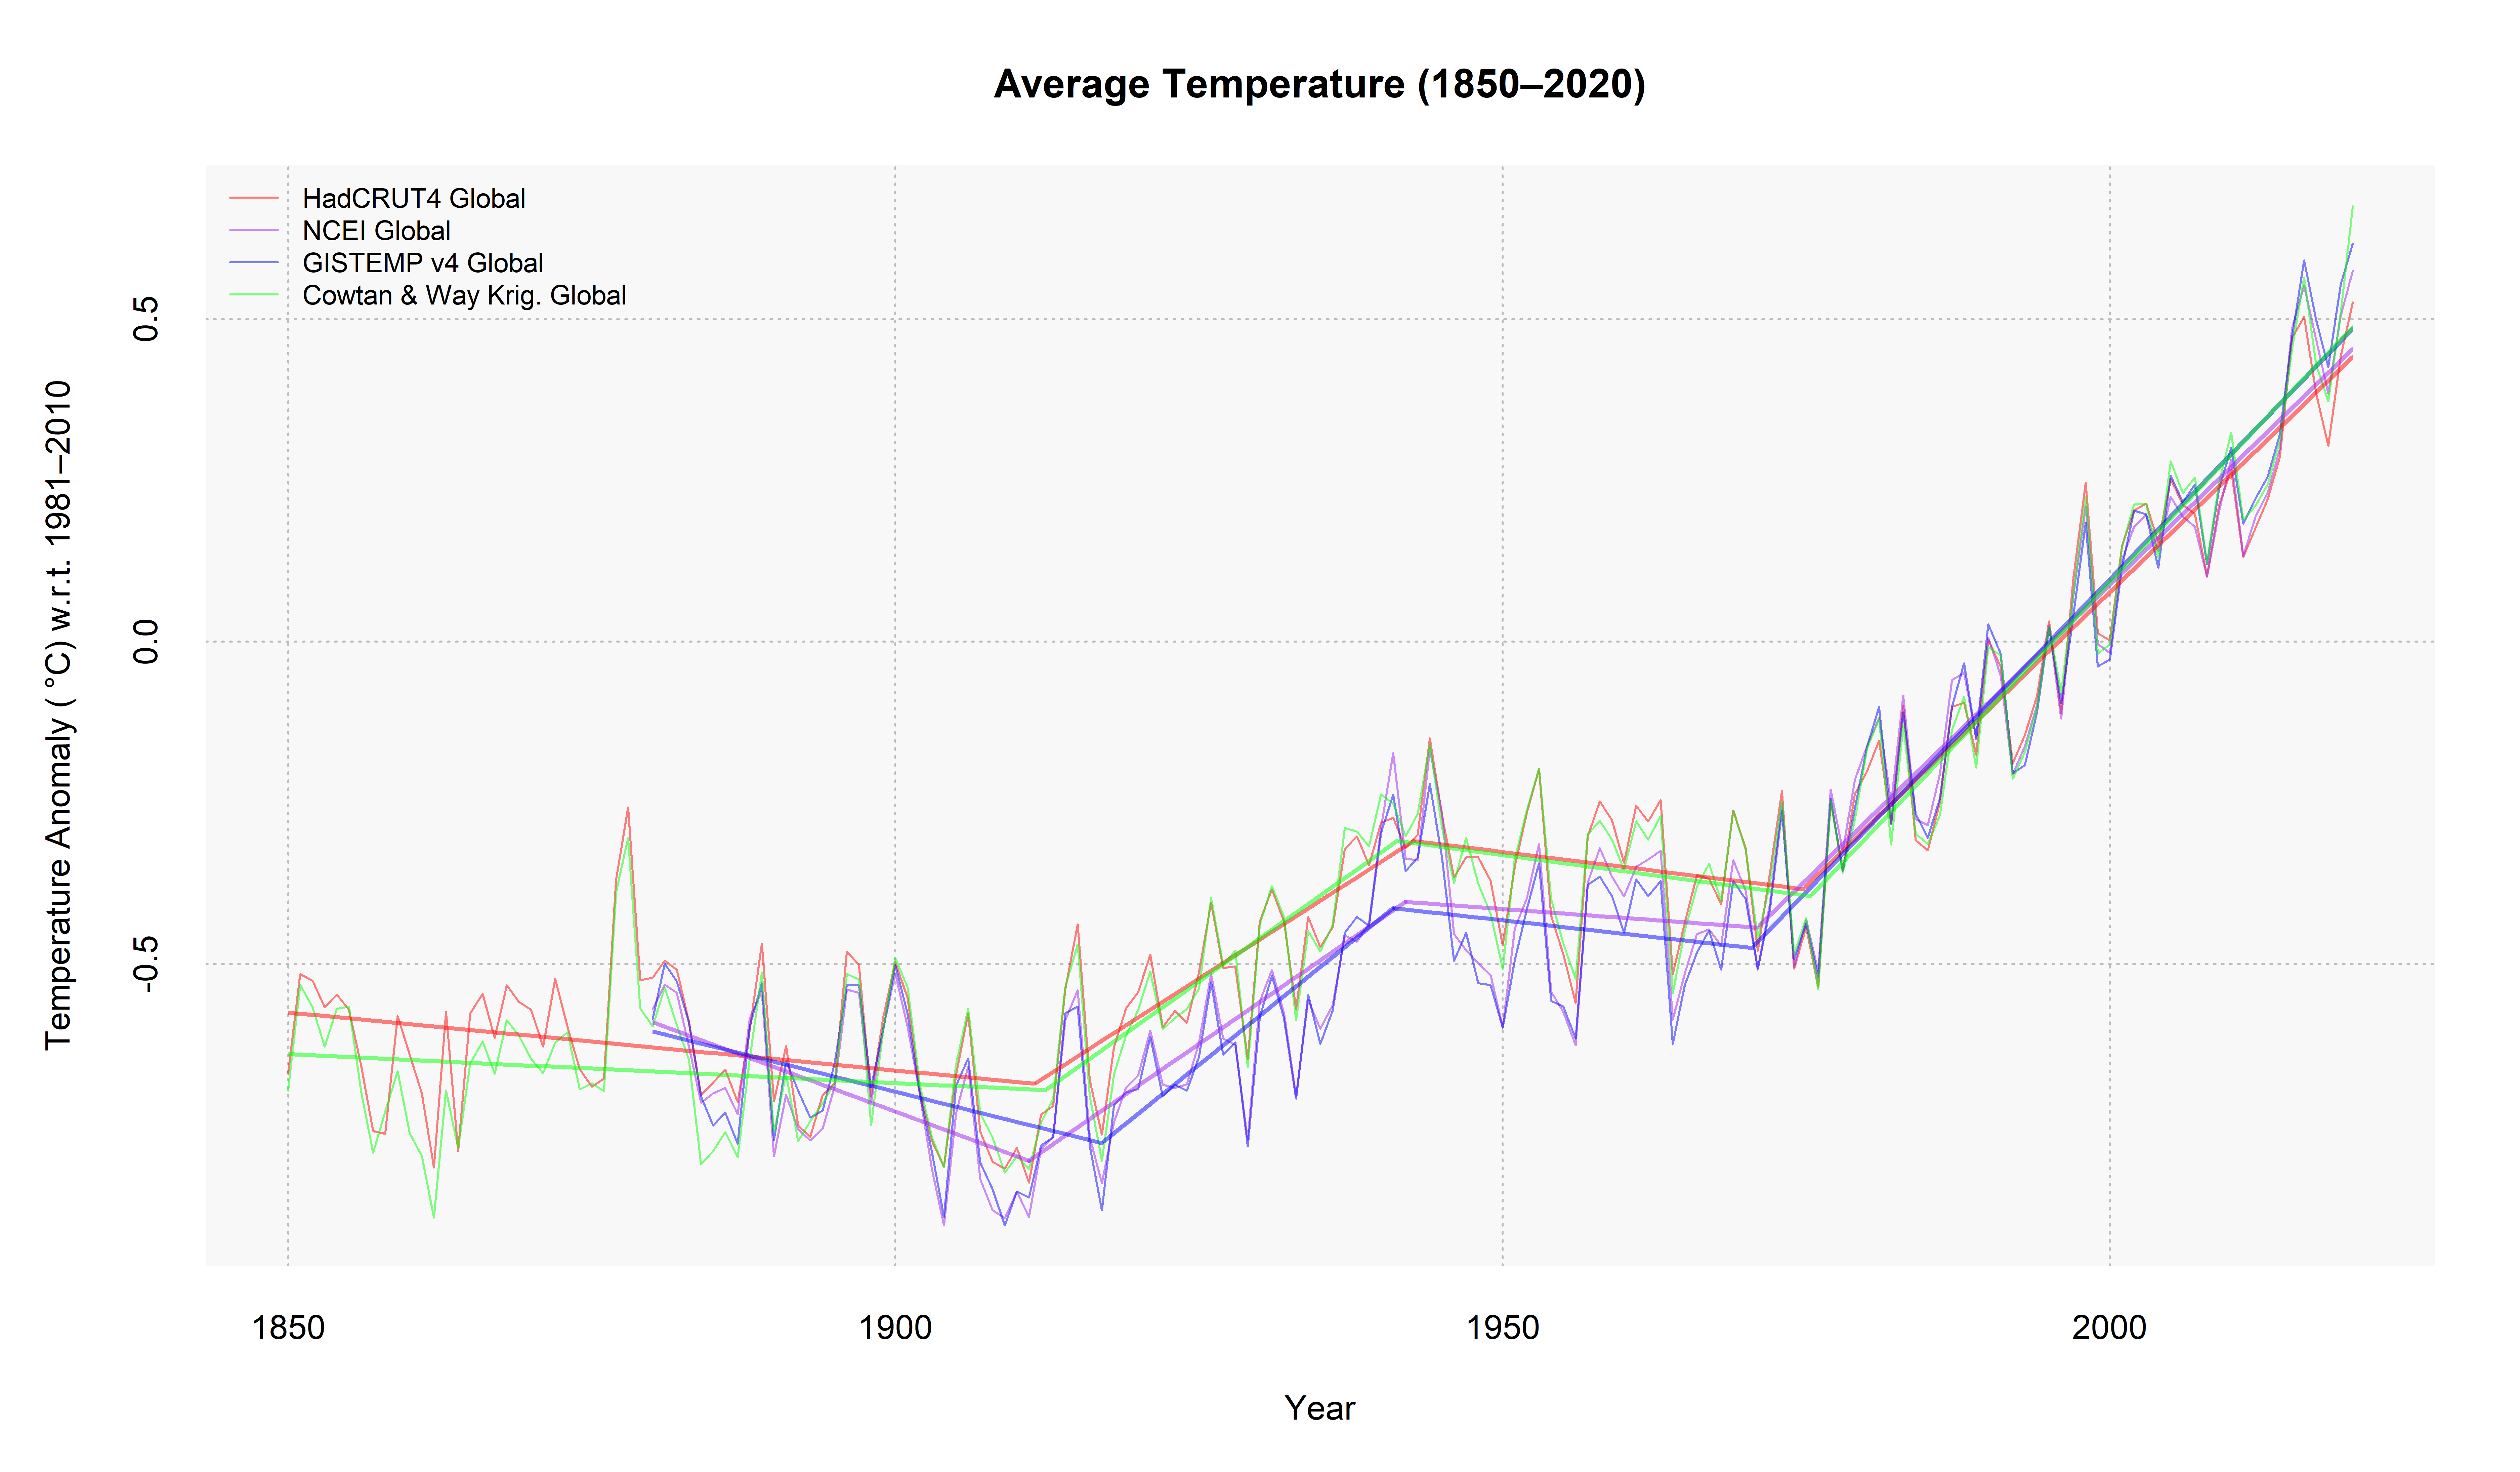 Average Temperature (1850–2020)
HadCRUT4 Global
NCEI Global
GISTEMP v4 Global
Cowtan & Way Krig. Global
Temperature Anomaly ( °C) w.r.t. 1981–2010
0.5
0.0
-0.5
1850 1900 1950 2000
Year